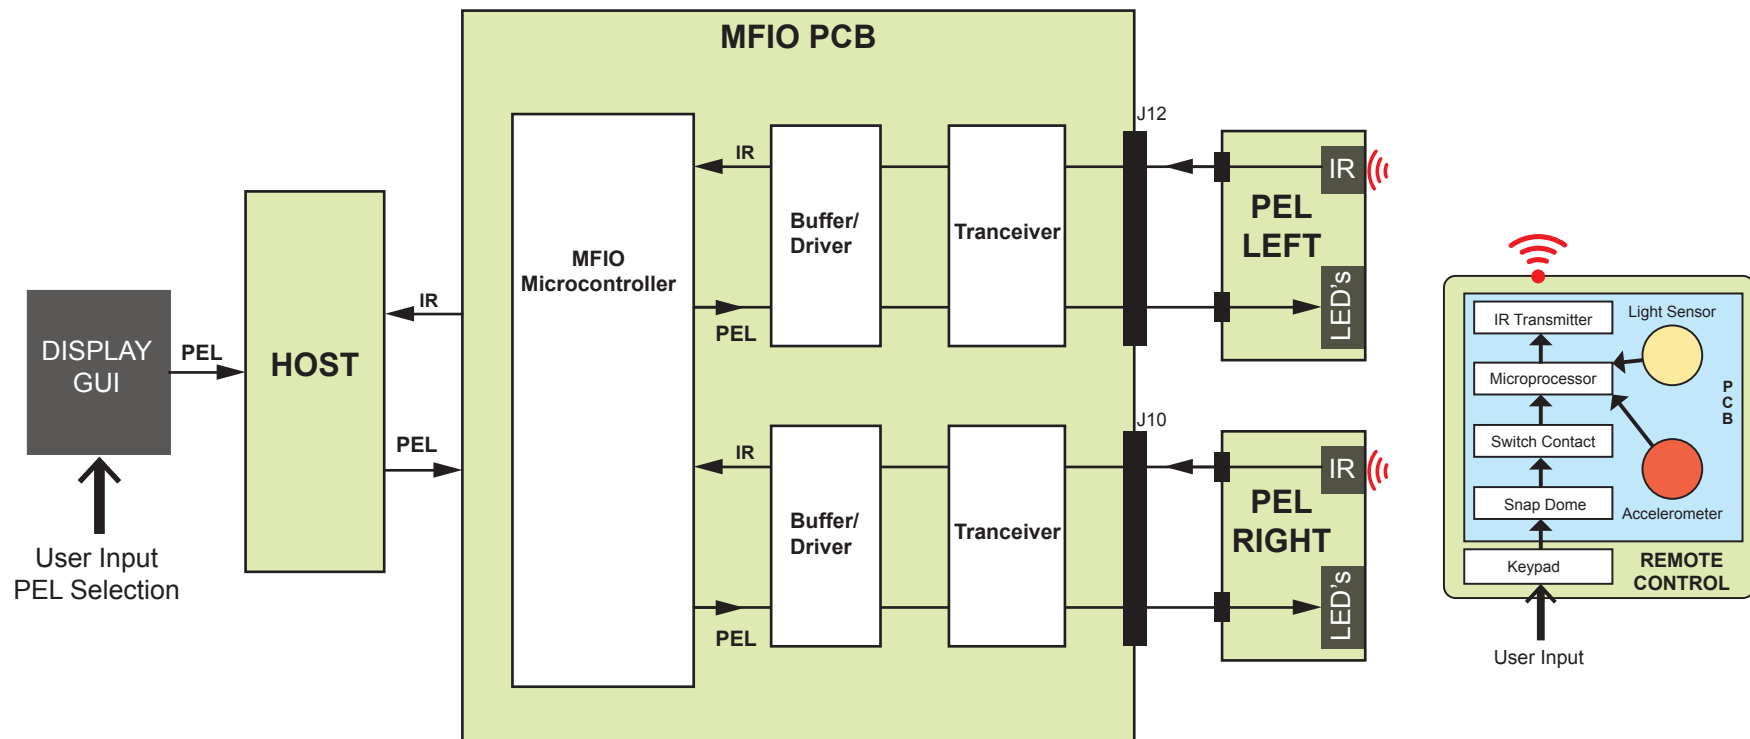 MFIO PCB
J12
IR
IR
PEL
LEFT
Buffer/
Driver
Tranceiver
MFIO
Microcontroller
PEL
LED's
IR
DISPLAY
GUI
PEL
HOST
PEL
User Input
PEL Selection
J10
IR
IR
PEL
RIGHT
Buffer/
Driver
Tranceiver
PEL
LED's
IR Transmitter
Light Sensor
Microprocessor
P
C
B
Switch Contact
Snap Dome
Accelerometer
Keypad
REMOTE
CONTROL
User Input